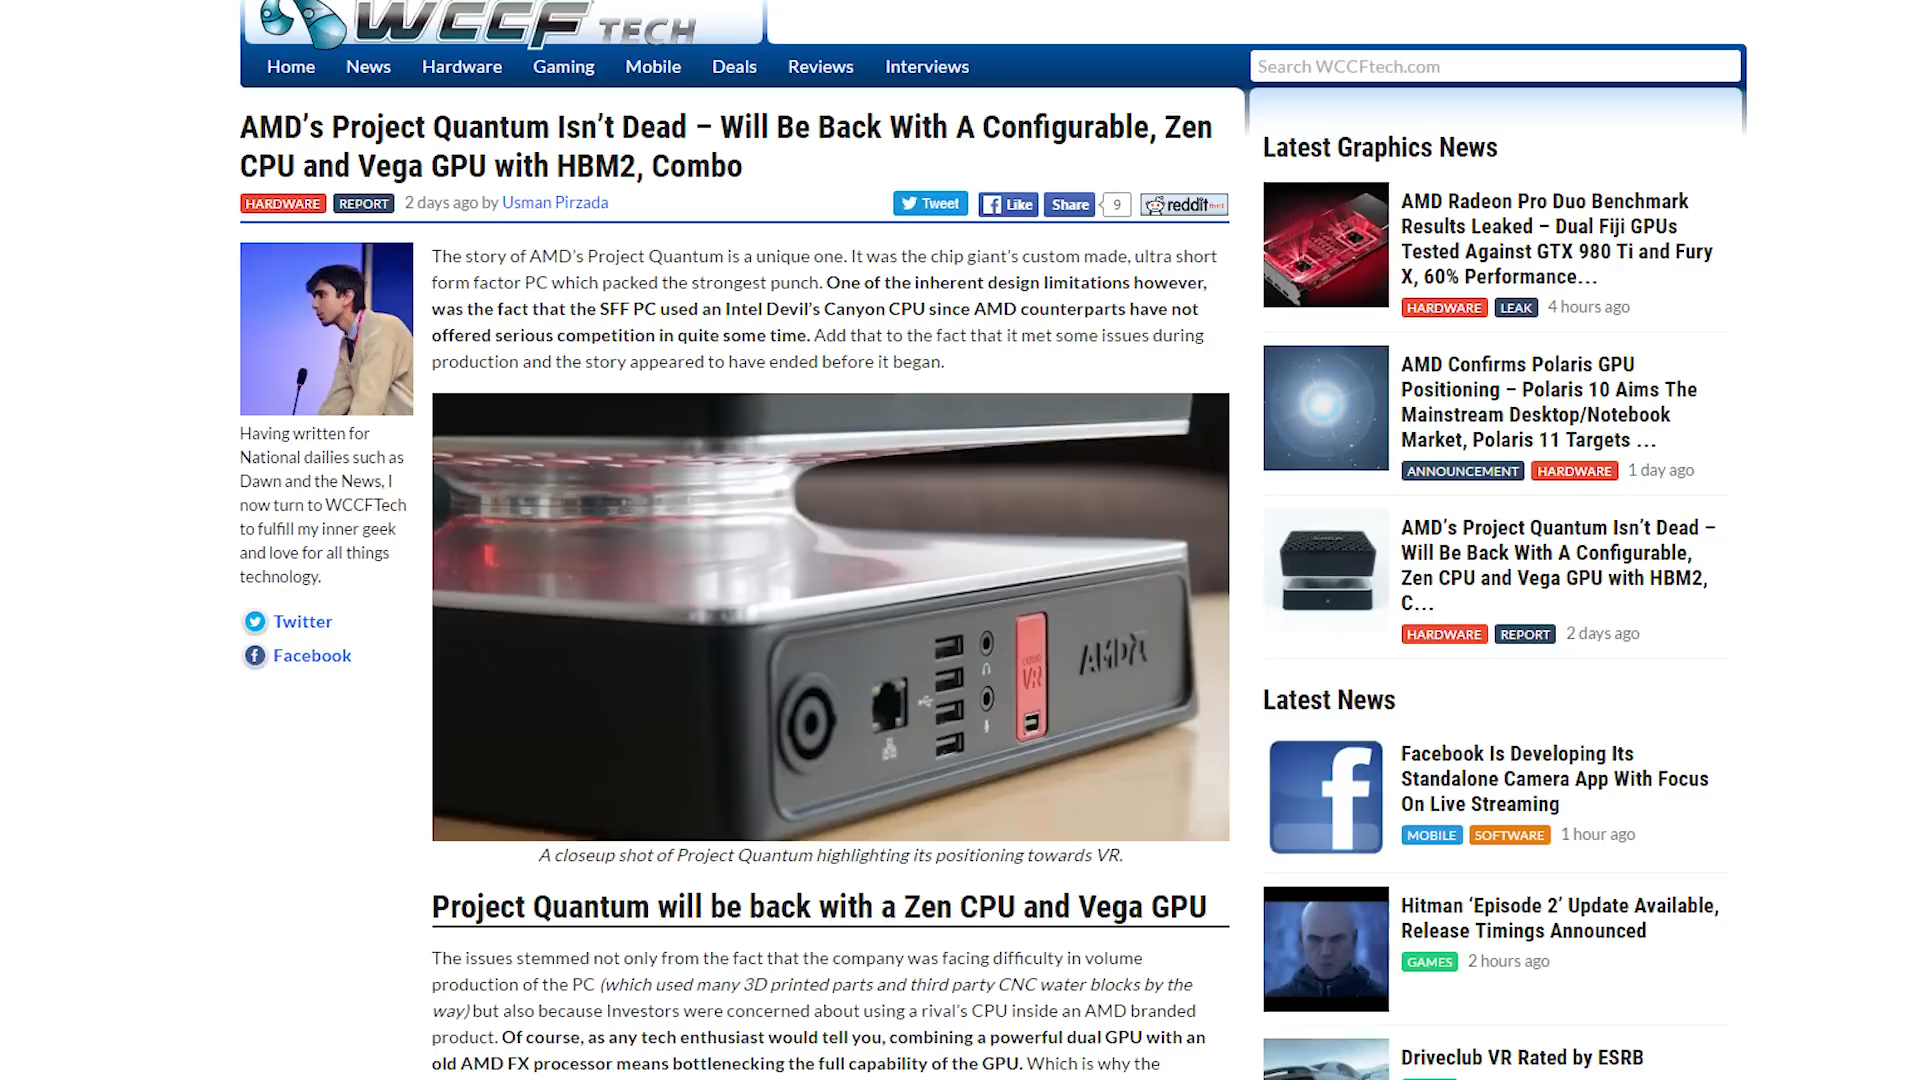 WCCF TECH
Home News Hardware Gaming Mobile Deals Reviews Interviews
Search WCCFtech.com
AMD’s Project Quantum Isn’t Dead – Will Be Back With A Configurable, Zen
CPU and Vega GPU with HBM2, Combo
HARDWARE REPORT 2 days ago by Usman Pirzada
Tweet Like Share 9 reddit
Having written for
National dailies such as
Dawn and the News, I
now turn to WCCFTech
to fulfill my inner geek
and love for all things
technology.
Twitter
Facebook
The story of AMD’s Project Quantum is a unique one. It was the chip giant’s custom made, ultra short
form factor PC which packed the strongest punch. One of the inherent design limitations however,
was the fact that the SFF PC used an Intel Devil’s Canyon CPU since AMD counterparts have not
offered serious competition in quite some time. Add that to the fact that it met some issues during
production and the story appeared to have ended before it began.
VR
AMD
A closeup shot of Project Quantum highlighting its positioning towards VR.
Project Quantum will be back with a Zen CPU and Vega GPU
The issues stemmed not only from the fact that the company was facing difficulty in volume
production of the PC (which used many 3D printed parts and third party CNC water blocks by the
way) but also because Investors were concerned about using a rival’s CPU inside an AMD branded
product. Of course, as any tech enthusiast would tell you, combining a powerful dual GPU with an
old AMD FX processor means bottlenecking the full capability of the GPU. Which is why the
Latest Graphics News
AMD Radeon Pro Duo Benchmark
Results Leaked – Dual Fiji GPUs
Tested Against GTX 980 Ti and Fury
X, 60% Performance...
HARDWARE LEAK 4 hours ago
AMD Confirms Polaris GPU
Positioning – Polaris 10 Aims The
Mainstream Desktop/Notebook
Market, Polaris 11 Targets ...
ANNOUNCEMENT HARDWARE 1 day ago
AMD’s Project Quantum Isn’t Dead –
Will Be Back With A Configurable,
Zen CPU and Vega GPU with HBM2,
C...
HARDWARE REPORT 2 days ago
Latest News
Facebook Is Developing Its
Standalone Camera App With Focus
On Live Streaming
MOBILE SOFTWARE 1 hour ago
Hitman ‘Episode 2’ Update Available,
Release Timings Announced
GAMES 2 hours ago
Driveclub VR Rated by ESRB